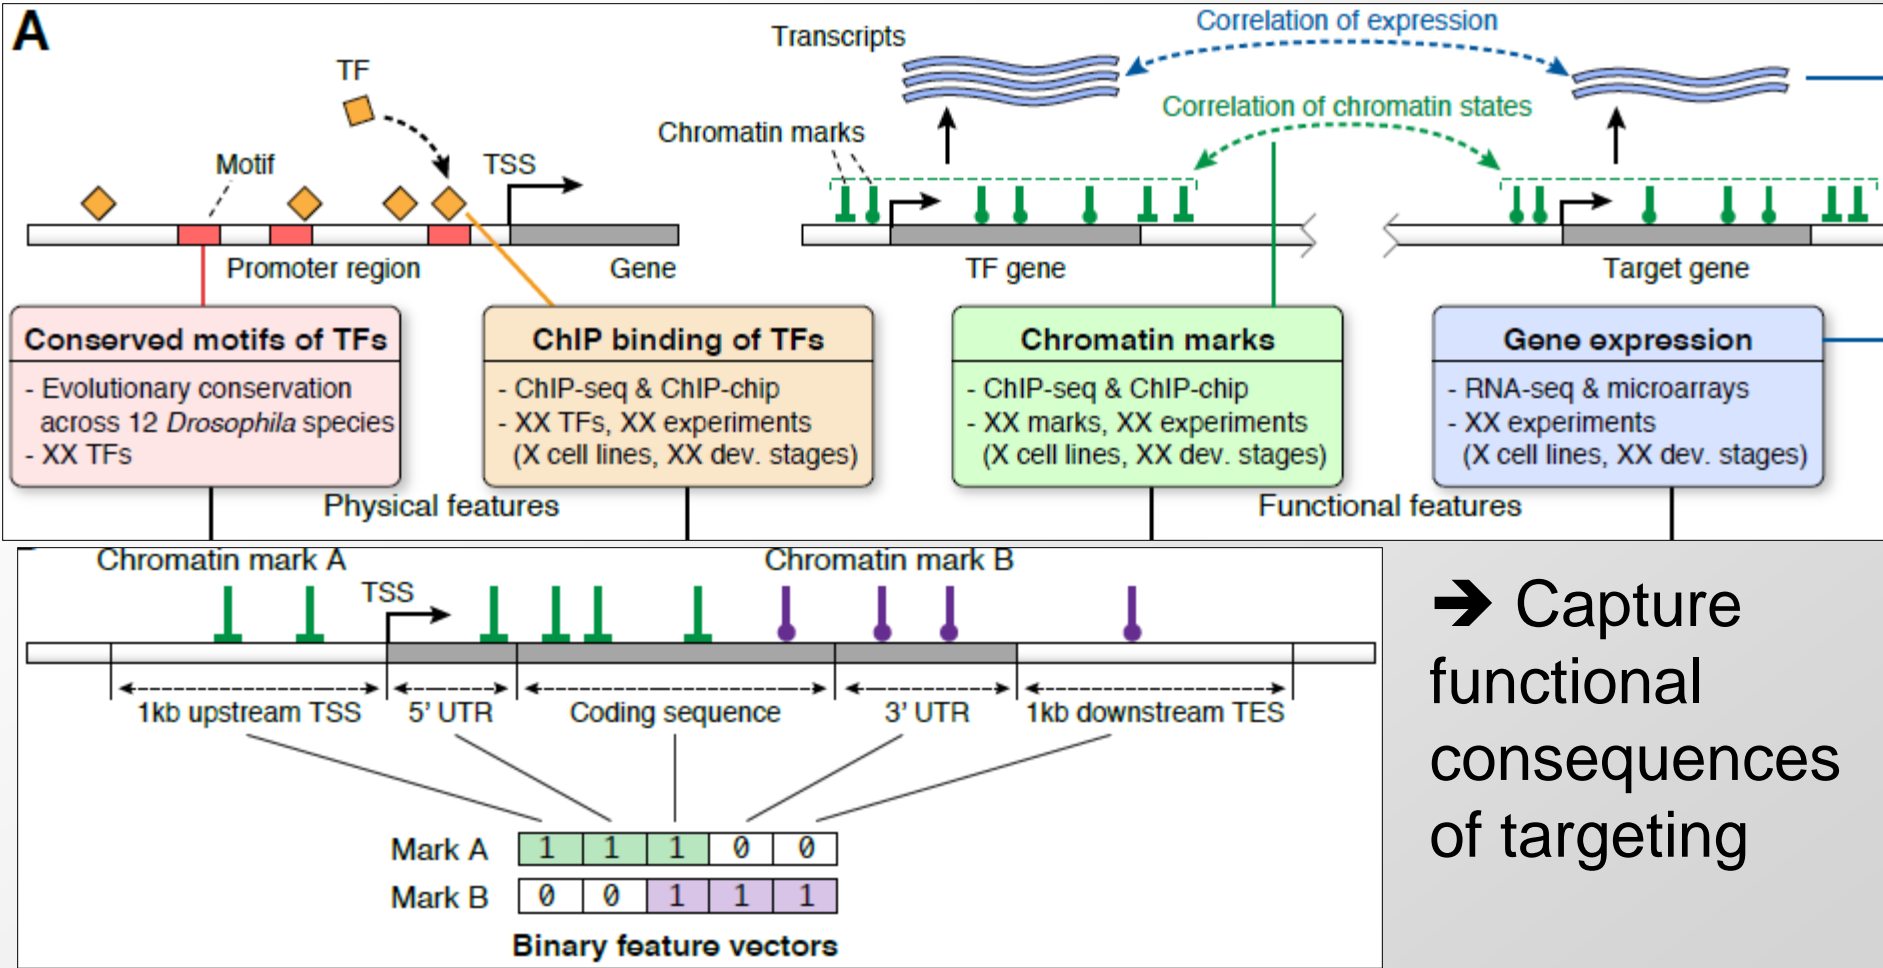 A
Correlation of expression
Transcripts
TF
Correlation of chromatin states
Chromatin marks
Motif
TSS
Promoter region
Gene
TF gene
Target gene
Conserved motifs of TFs
- Evolutionary conservation
across 12 Drosophila species
- XX TFs
ChIP binding of TFs
- ChIP-seq & ChIP-chip
- XX TFs, XX experiments
(X cell lines, XX dev. stages)
Chromatin marks
- ChIP-seq & ChIP-chip
- XX marks, XX experiments
(X cell lines, XX dev. stages)
Gene expression
- RNA-seq & microarrays
- XX experiments
(X cell lines, XX dev. stages)
Physical features
Functional features
Chromatin mark A
Chromatin mark B
TSS
1kb upstream TSS
5’ UTR
Coding sequence
3’ UTR
1kb downstream TES
Mark A 1 1 1 0 0
Mark B 0 0 1 1 1
Binary feature vectors
➔ Capture
functional
consequences
of targeting